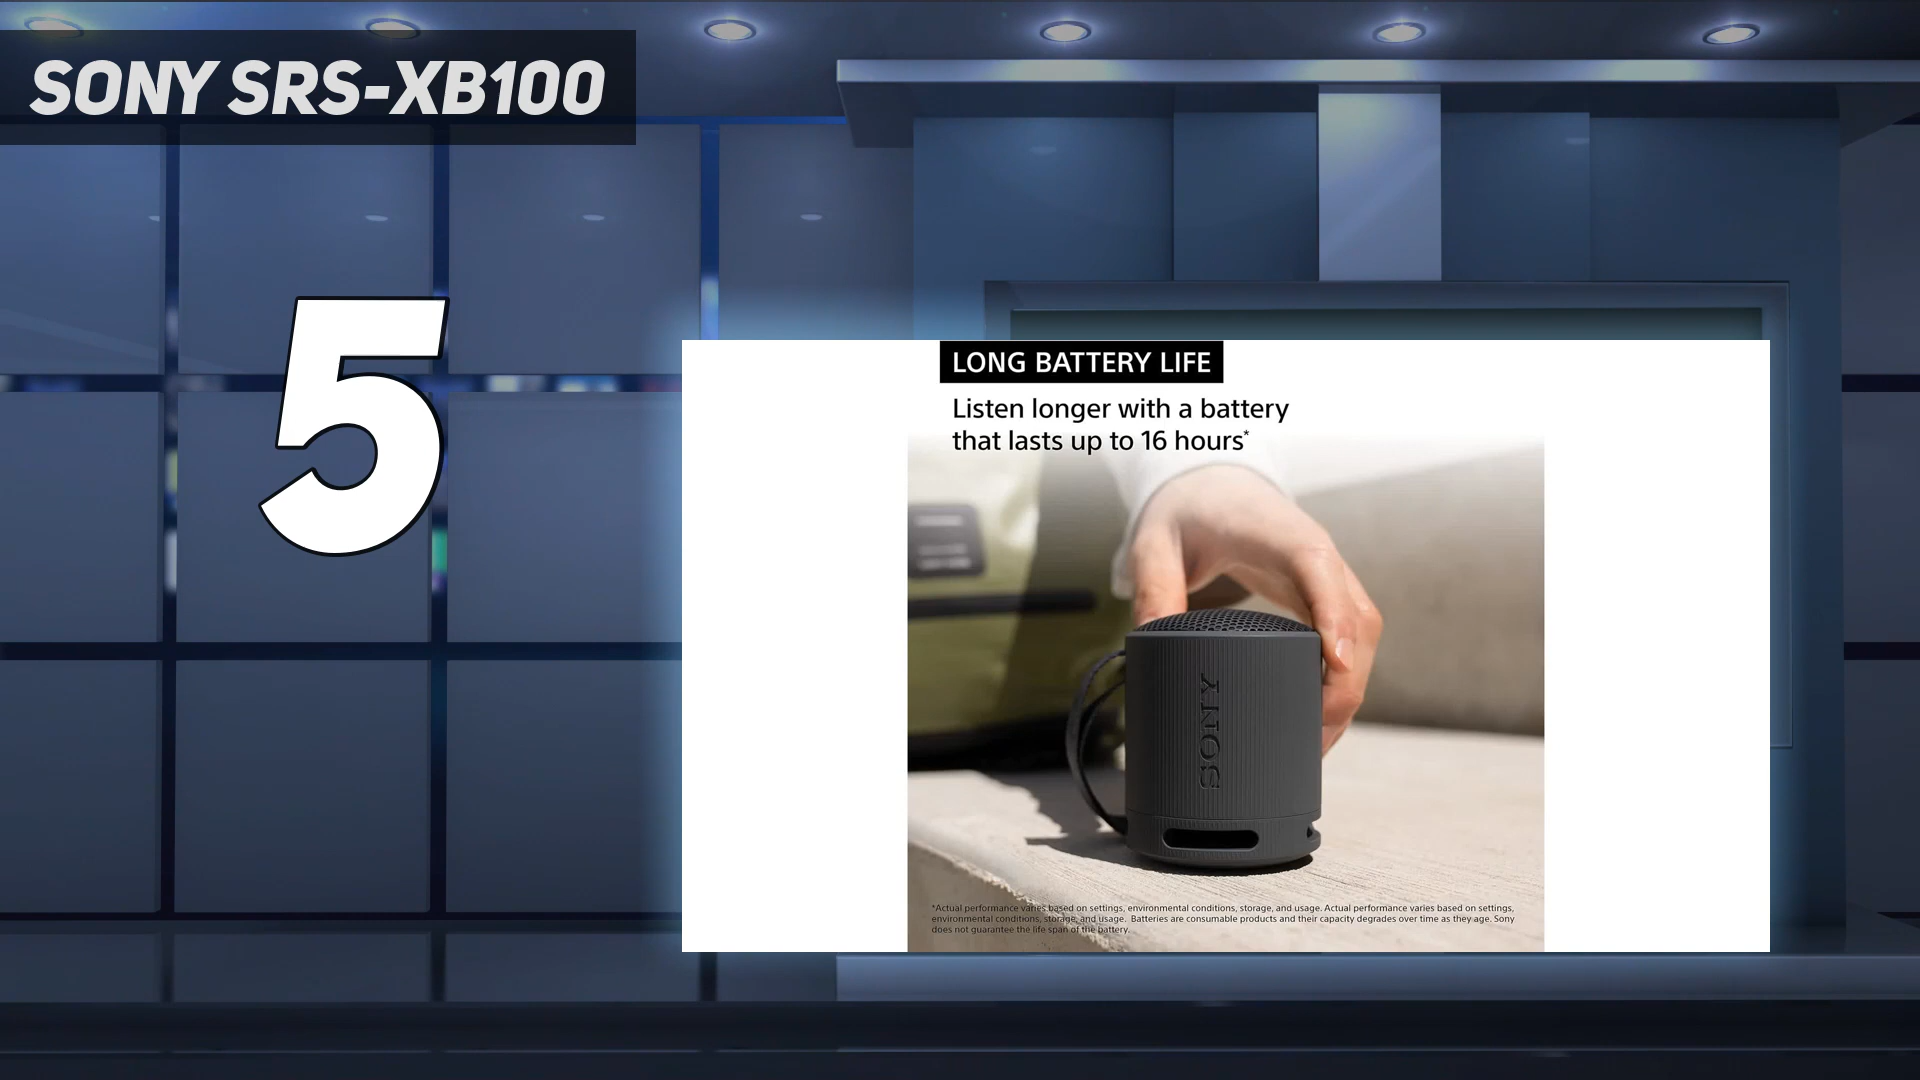 SONY SRS-XB100
5
LONG BATTERY LIFE
Listen longer with a battery
that lasts up to 16 hours*
SONY
*Actual performance varies based on settings, environmental conditions, storage, and usage. Actual performance varies based on settings,
environmental conditions, storage, and usage. Batteries are consumable products and their capacity degrades over time as they age. Sony
does not guarantee the life span of the battery.